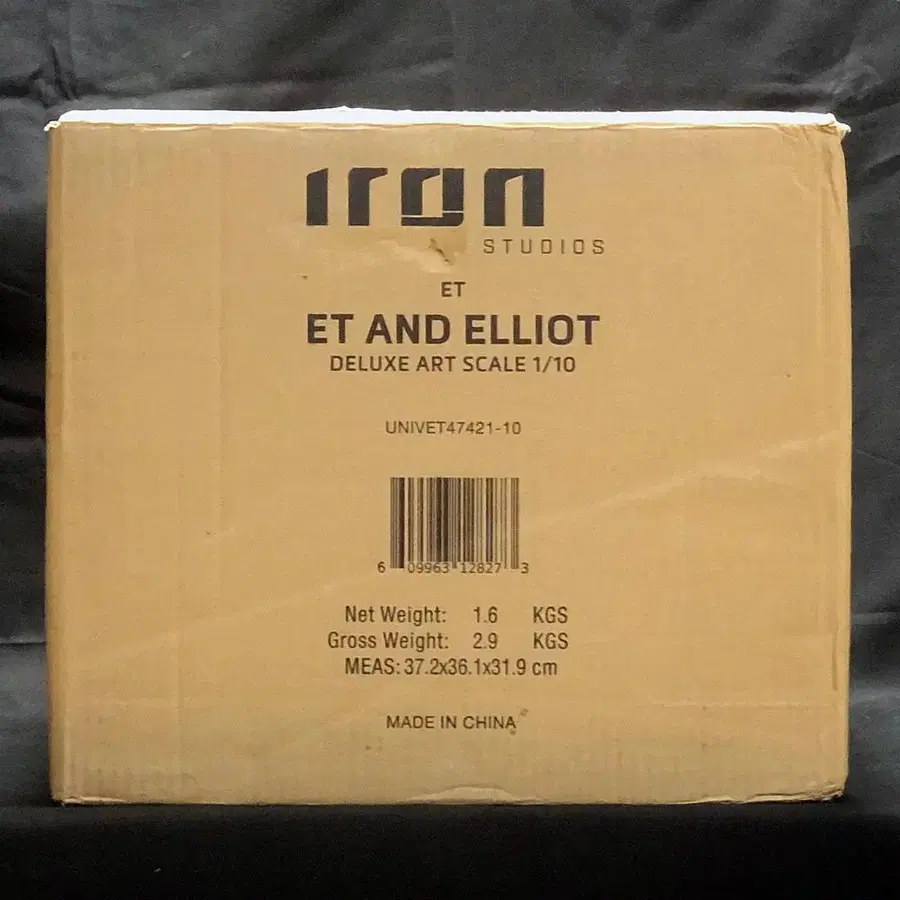 IRON
STUDIOS
ET
ET AND ELLIOT
DELUXE ART SCALE 1/10
UNIVET47421-10
6 09963 12827 3
Net Weight: 1.6 KGS
Gross Weight: 2.9 KGS
MEAS: 37.2x36.1x31.9 cm
MADE IN CHINA